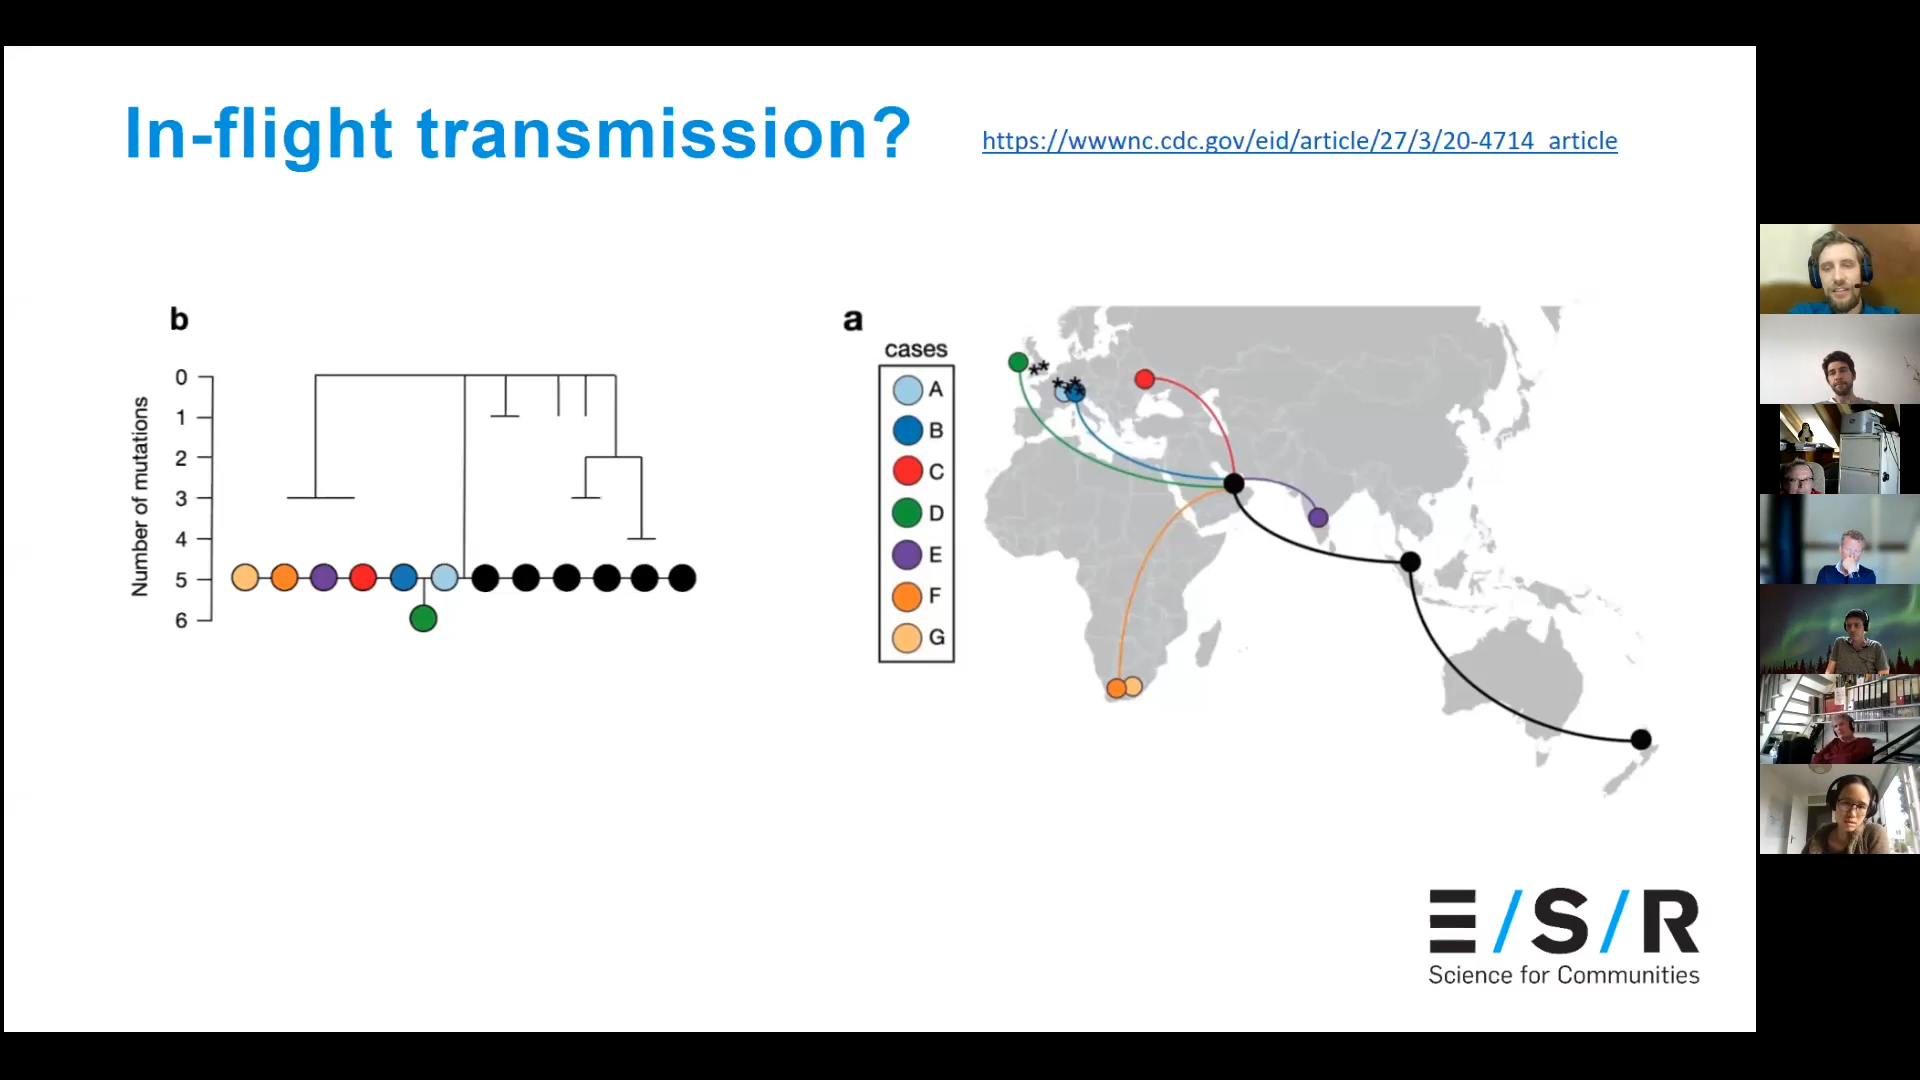 In-flight transmission?
https://wwwnc.cdc.gov/eid/article/27/3/20-4714_article
b
Number of mutations
0
1
2
3
4
5
6
a
cases
A
B
C
D
E
F
G
**
E/S/R
Science for Communities